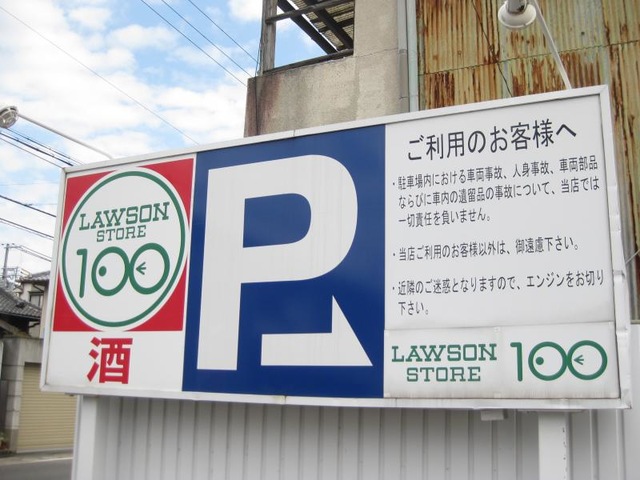 LAWSON
STORE
100
酒
P
ご利用のお客様へ
・駐車場内における車両事故、人身事故、車両部品
ならびに車内の遺留品の事故について、当店では
一切責任を負いません。
・当店ご利用のお客様以外は、御遠慮下さい。
・近隣のご迷惑となりますので、エンジンをお切り
下さい。
LAWSON
STORE
100